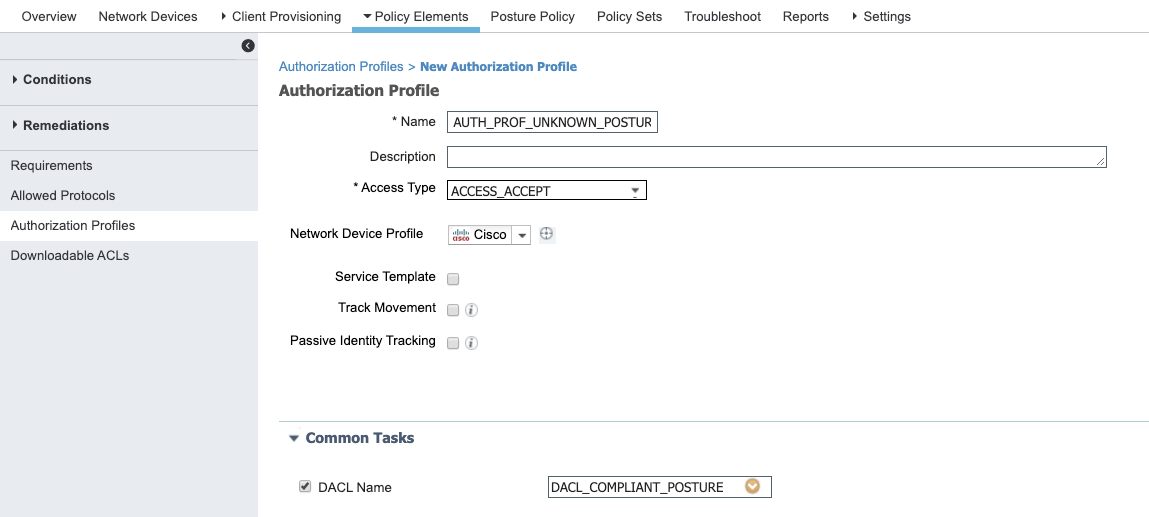 Overview Network Devices Client Provisioning Policy Elements Posture Policy Policy Sets Troubleshoot Reports Settings
Conditions
Remediations
Requirements
Allowed Protocols
Authorization Profiles
Downloadable ACLs
Authorization Profiles > New Authorization Profile
Authorization Profile
* Name AUTH_PROF_UNKNOWN_POSTUR
Description
* Access Type ACCESS_ACCEPT
Network Device Profile CISCO Cisco
Service Template
Track Movement i
Passive Identity Tracking i
Common Tasks
DACL Name DACL_COMPLIANT_POSTURE